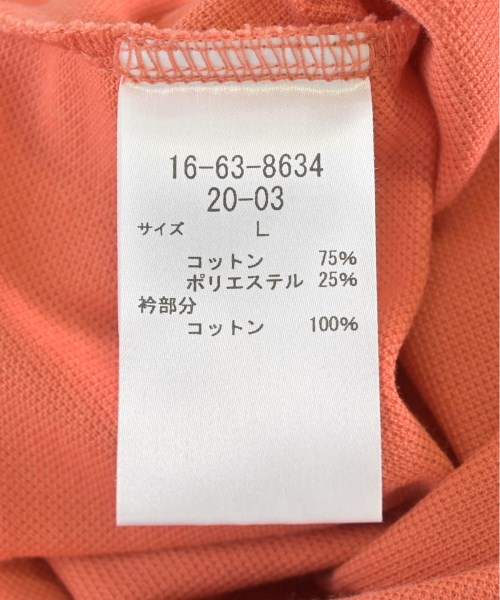 16-63-8634
20-03
サイズ L
コットン 75%
ポリエステル 25%
衿部分
コットン 100%